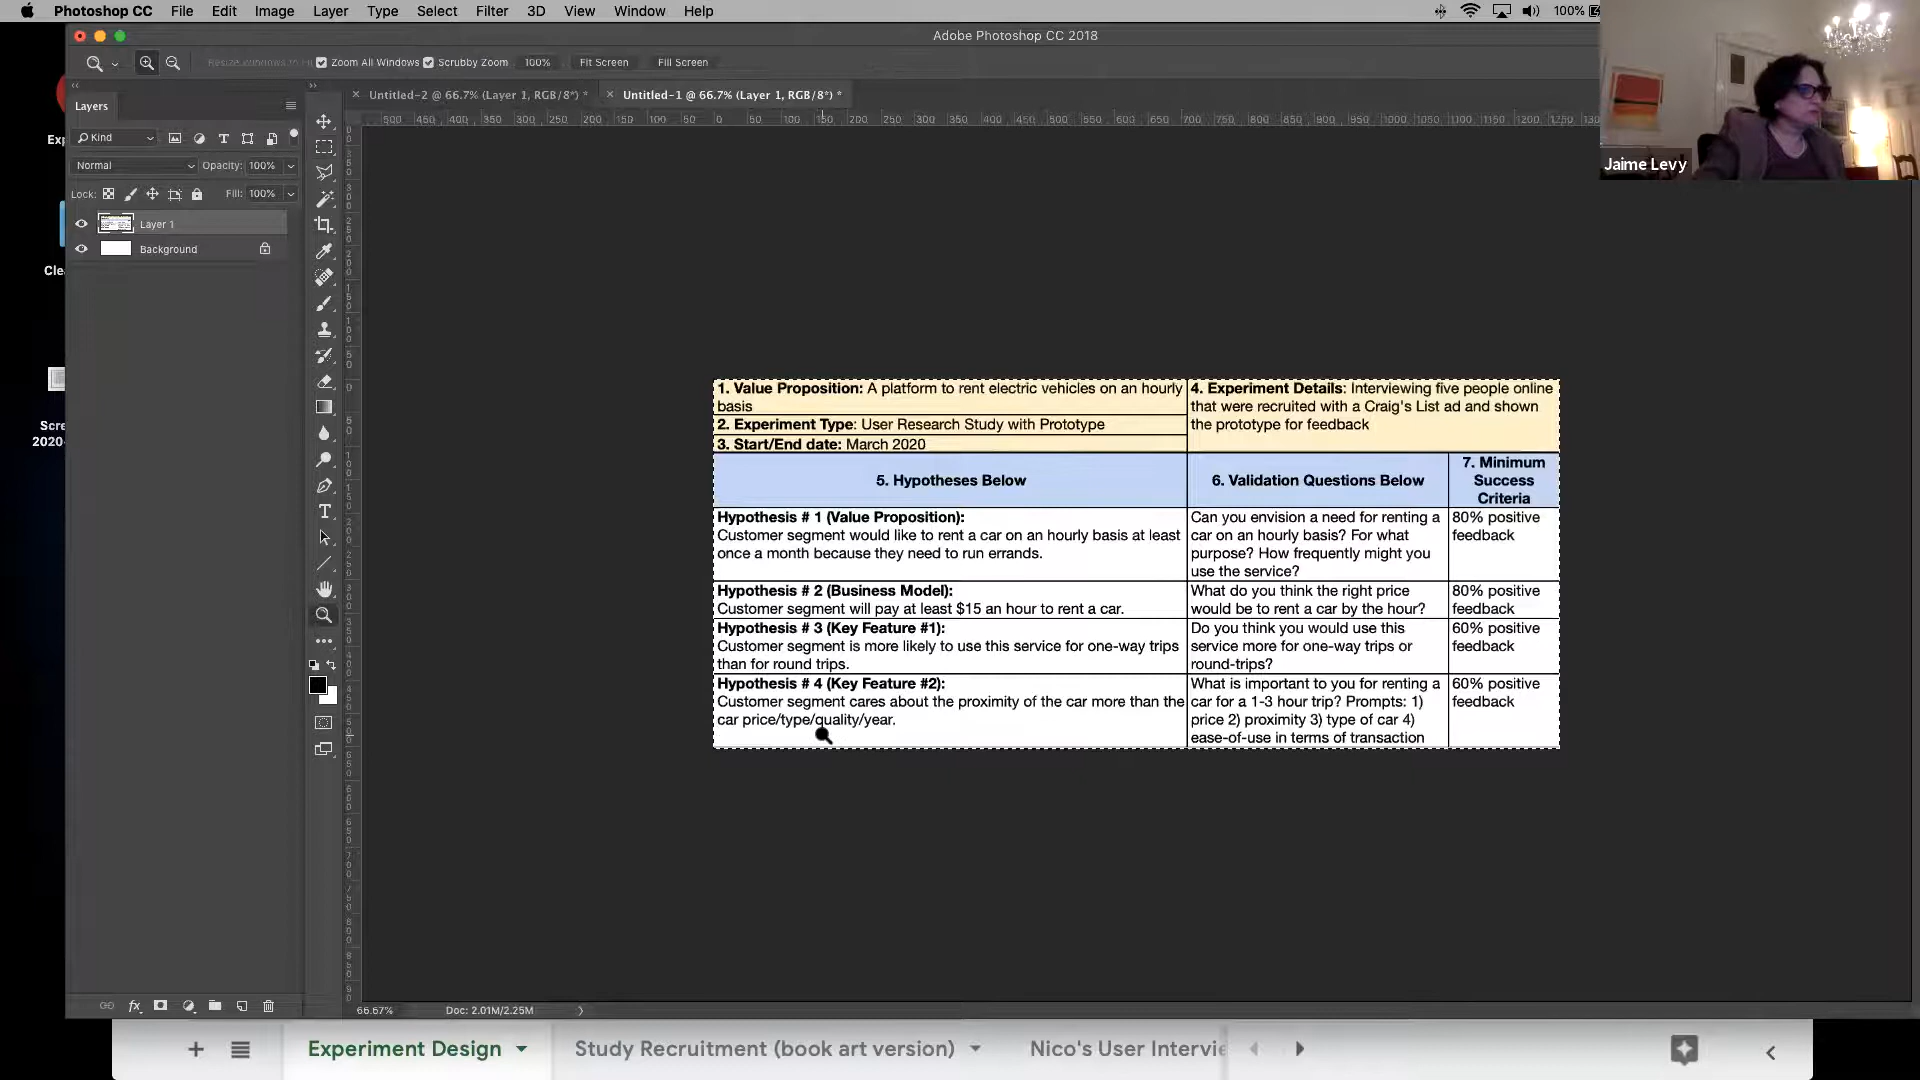 Photoshop CC File Edit Image Layer Type Select Filter 3D View Window Help 100%
Adobe Photoshop CC 2018
Zoom All Windows Scrubby Zoom 100% Fit Screen Fill Screen
Layers
Untitled-2 @ 66.7% (Layer 1, RGB/8*) *
Untitled-1 @ 66.7% (Layer 1, RGB/8*) *
Kind
Normal Opacity: 100%
Lock: Fill: 100%
Layer 1
Background
Jaime Levy
1. Value Proposition: A platform to rent electric vehicles on an hourly
basis
2. Experiment Type: User Research Study with Prototype
3. Start/End date: March 2020
4. Experiment Details: Interviewing five people online
that were recruited with a Craig's List ad and shown
the prototype for feedback
5. Hypotheses Below
6. Validation Questions Below
7. Minimum
Success
Criteria
Hypothesis # 1 (Value Proposition):
Customer segment would like to rent a car on an hourly basis at least
once a month because they need to run errands.
Can you envision a need for renting a
car on an hourly basis? For what
purpose? How frequently might you
use the service?
80% positive
feedback
Hypothesis # 2 (Business Model):
Customer segment will pay at least $15 an hour to rent a car.
What do you think the right price
would be to rent a car by the hour?
80% positive
feedback
Hypothesis # 3 (Key Feature #1):
Customer segment is more likely to use this service for one-way trips
than for round trips.
Do you think you would use this
service more for one-way trips or
round-trips?
60% positive
feedback
Hypothesis # 4 (Key Feature #2):
Customer segment cares about the proximity of the car more than the
car price/type/quality/year.
What is important to you for renting a
car for a 1-3 hour trip? Prompts: 1)
price 2) proximity 3) type of car 4)
ease-of-use in terms of transaction
60% positive
feedback
66.67% Doc: 2.01M/2.25M
Experiment Design
Study Recruitment (book art version)
Nico's User Intervie